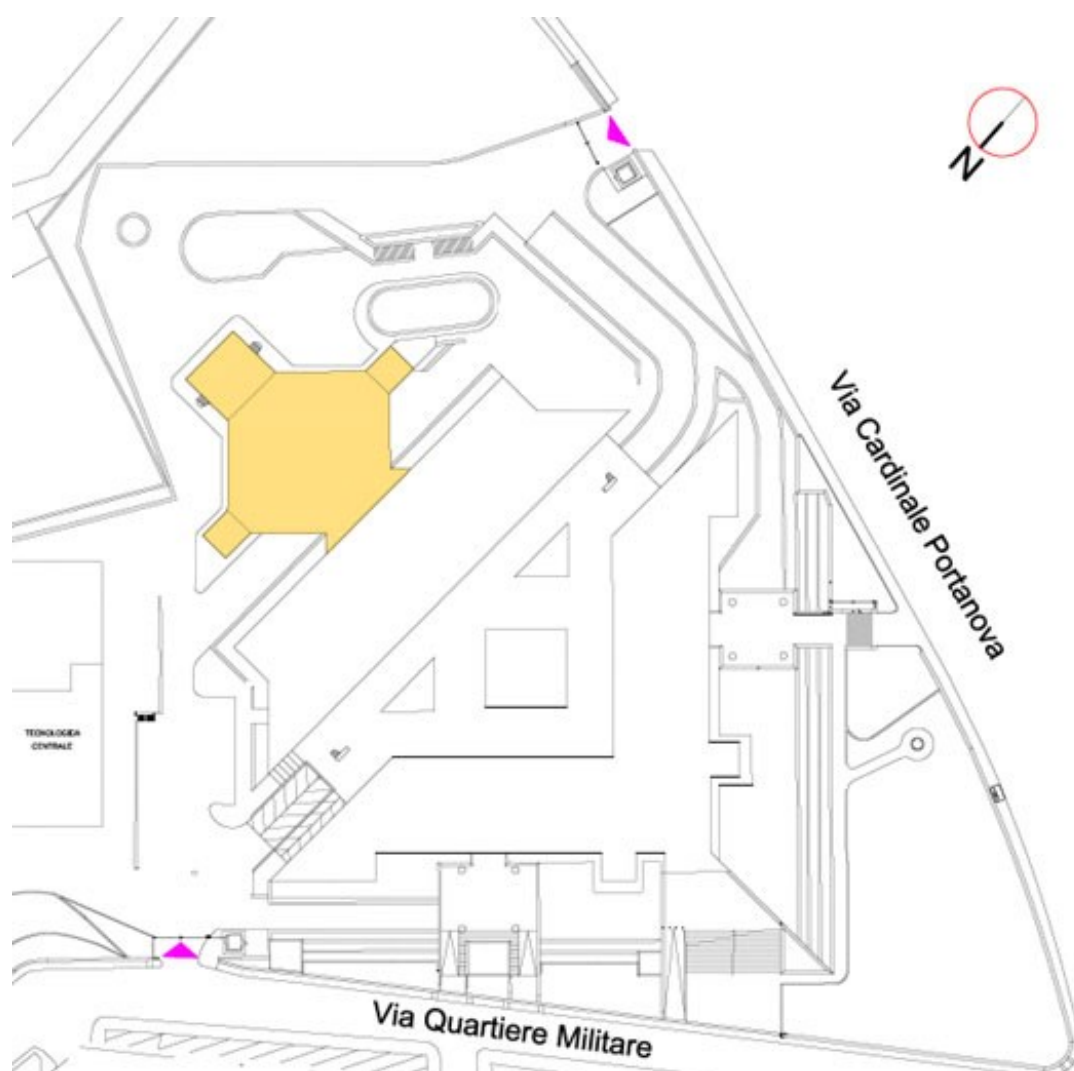 N
Via Cardinale Portanova
TECNOLOGICA
CENTRALE
Via Quartiere Militare